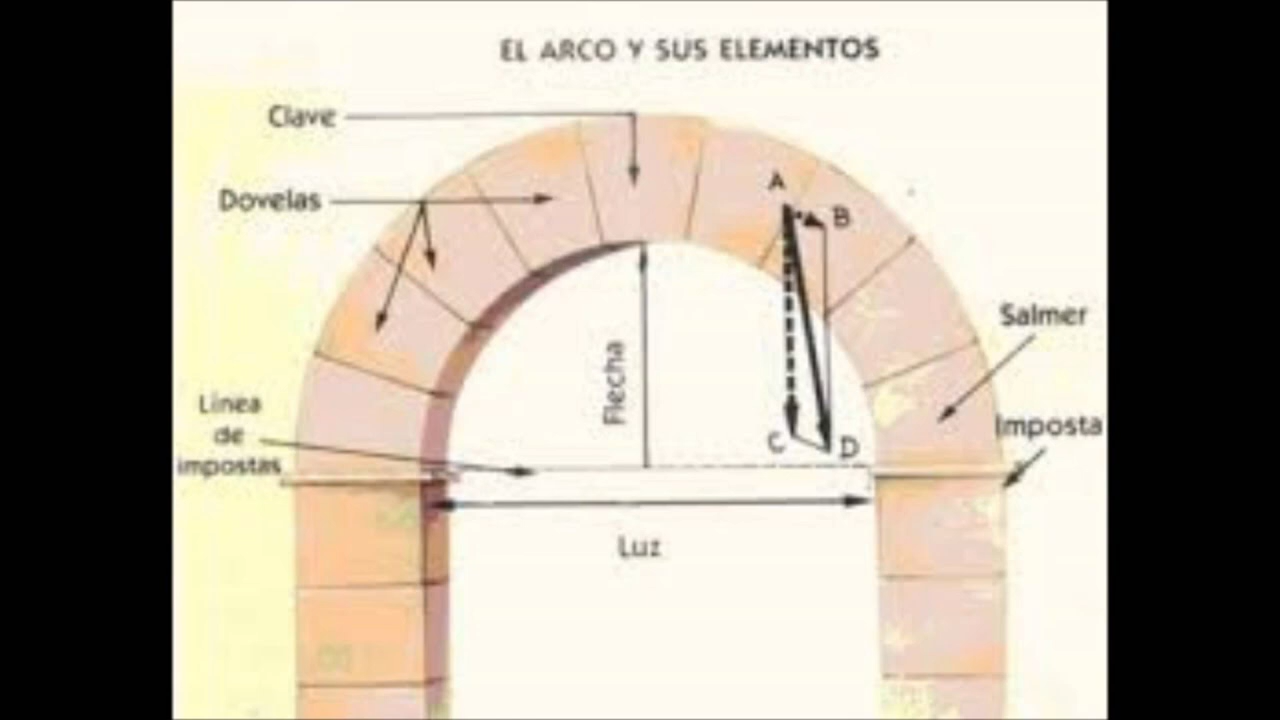 EL ARCO Y SUS ELEMENTOS
Clave
Dovelas
A
B
Salmer
Flecha
Linea
de
impostas
Imposta
C
D
Luz